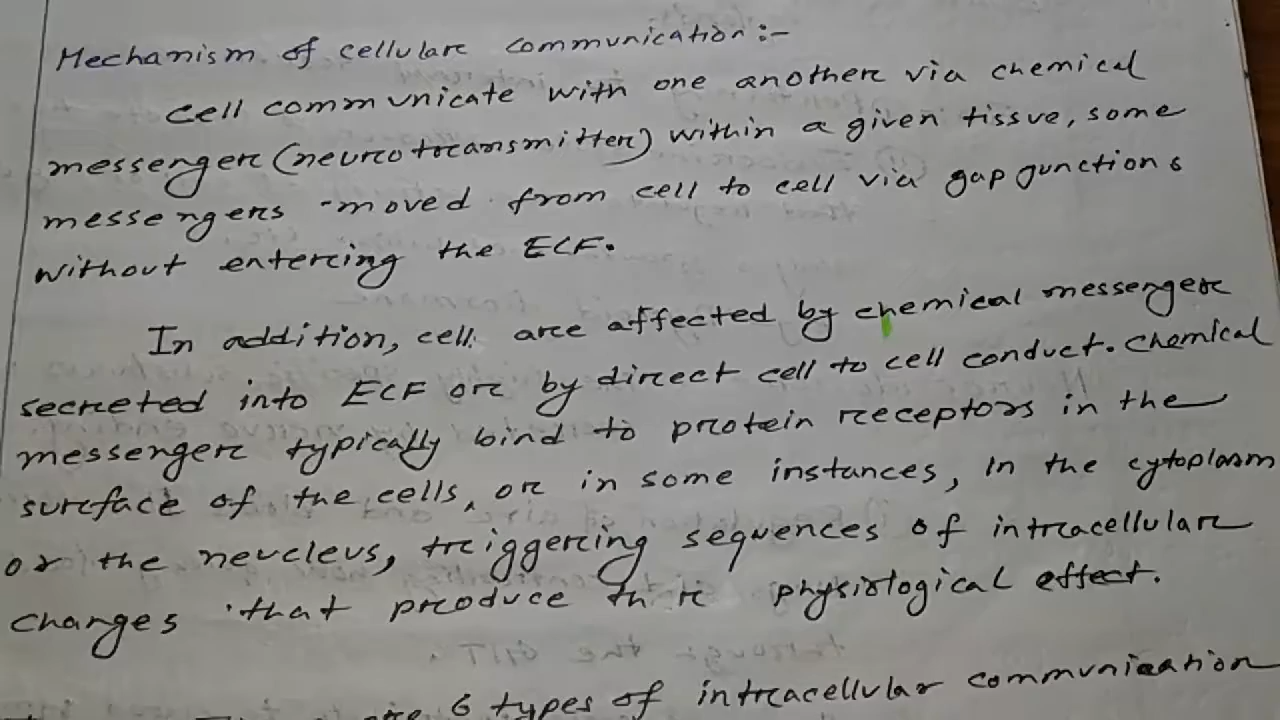 Mechanism of cellular communication:-
cell communicate with one another via chemical
messenger (neurotransmitter) within a given tissue, some
messengers -moved from cell to cell via gap gunctions
without entering the ECF.
In addition, cell are affected by chemical messenger
secreted into ECF or by direct cell to cell conduct. chemical
messenger typically bind to protein receptors in the
surface of the cells, or in some instances, in the cytoplasm
or the neucleus, triggering sequences of intracellular
changes that produce thir physiological effect.
6 types of intracellular communication